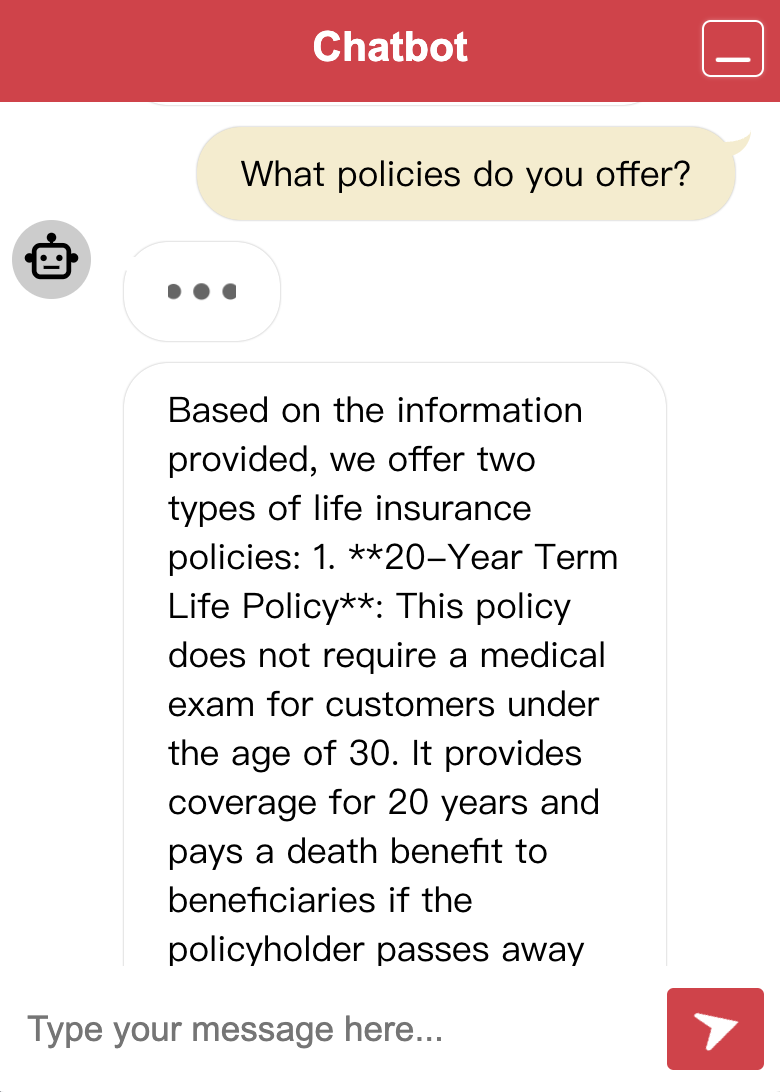 Chatbot
What policies do you offer?
Based on the information
provided, we offer two
types of life insurance
policies: 1. **20-Year Term
Life Policy**: This policy
does not require a medical
exam for customers under
the age of 30. It provides
coverage for 20 years and
pays a death benefit to
beneficiaries if the
policyholder passes away
Type your message here...